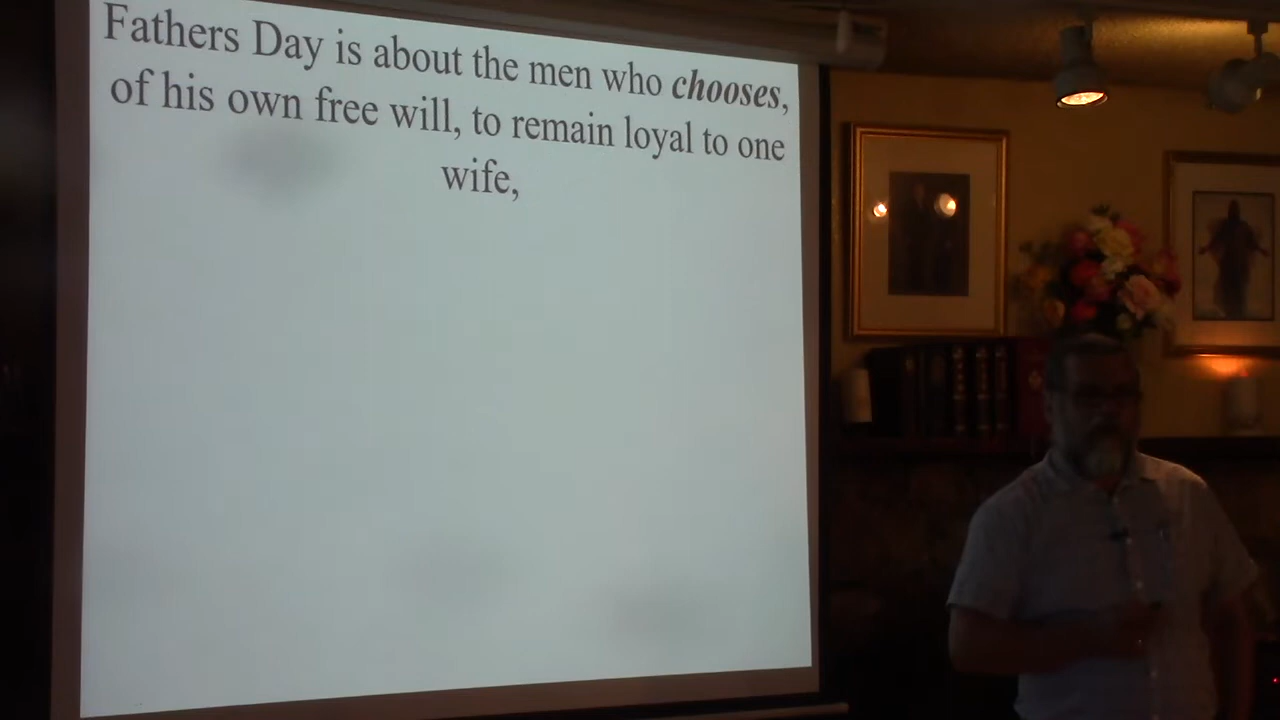 Fathers Day is about the men who chooses,
of his own free will, to remain loyal to one
wife,